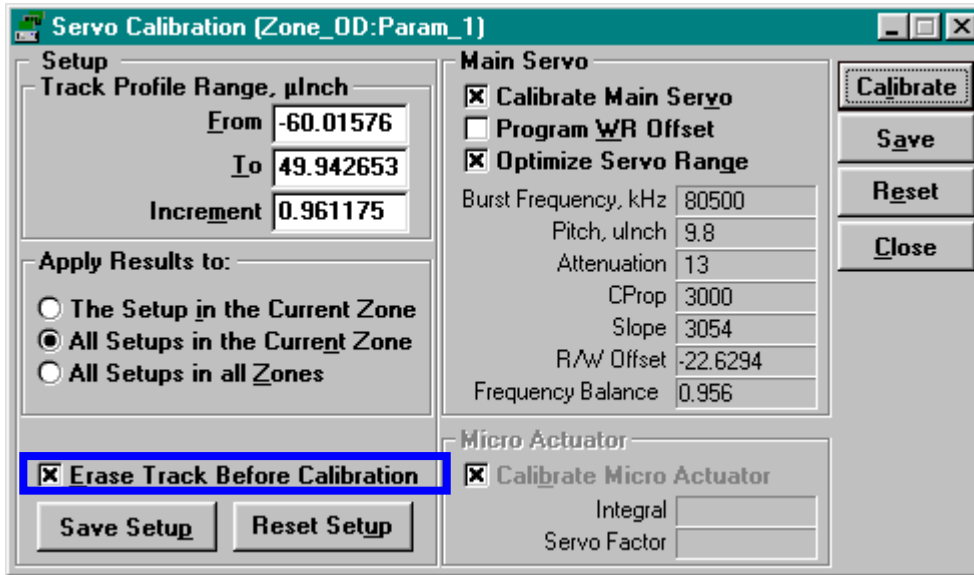 Servo Calibration (Zone_OD:Param_1)
Setup
Track Profile Range, µInch
From -60.01576
To 49.942653
Increment 0.961175
Apply Results to:
The Setup in the Current Zone
All Setups in the Current Zone
All Setups in all Zones
Erase Track Before Calibration
Save Setup Reset Setup
Main Servo
Calibrate Main Servo
Program WR Offset
Optimize Servo Range
Burst Frequency, kHz 80500
Pitch, uInch 9.8
Attenuation 13
CProp 3000
Slope 3054
R/W Offset -22.6294
Frequency Balance 0.956
Micro Actuator
Calibrate Micro Actuator
Integral
Servo Factor
Calibrate
Save
Reset
Close